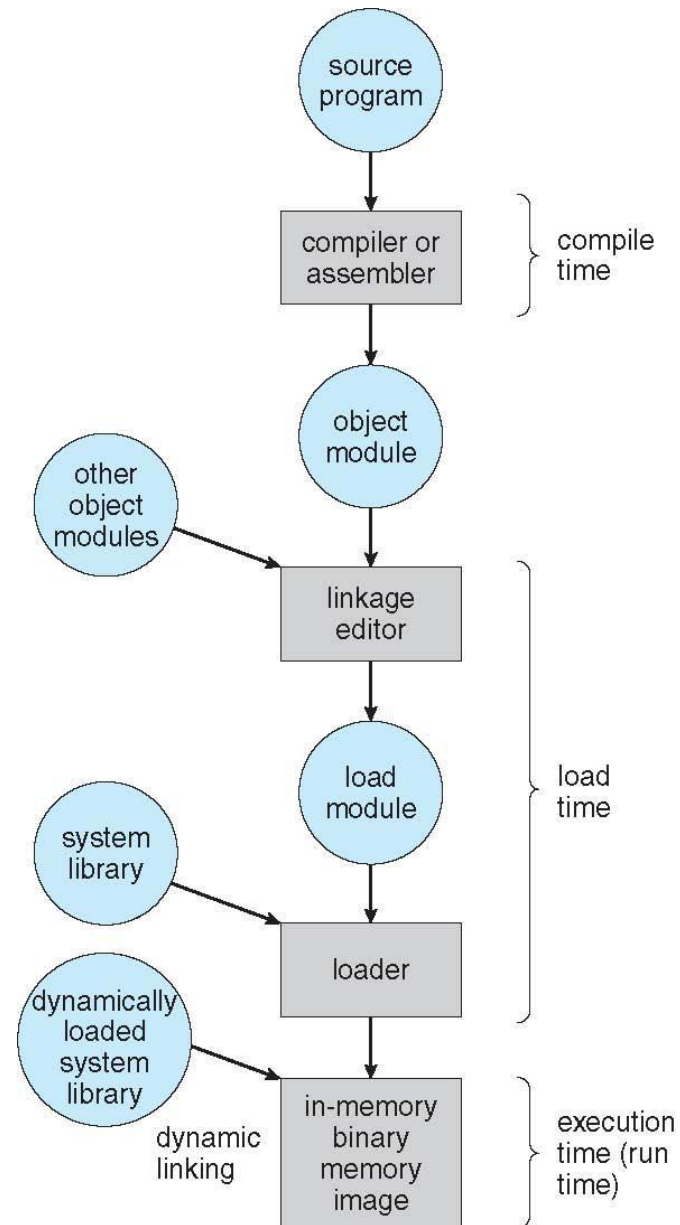 source
program
compiler or
assembler
compile
time
object
module
other
object
modules
linkage
editor
load
module
load
time
system
library
loader
dynamically
loaded
system
library
dynamic
linking
in-memory
binary
memory
image
execution
time (run
time)